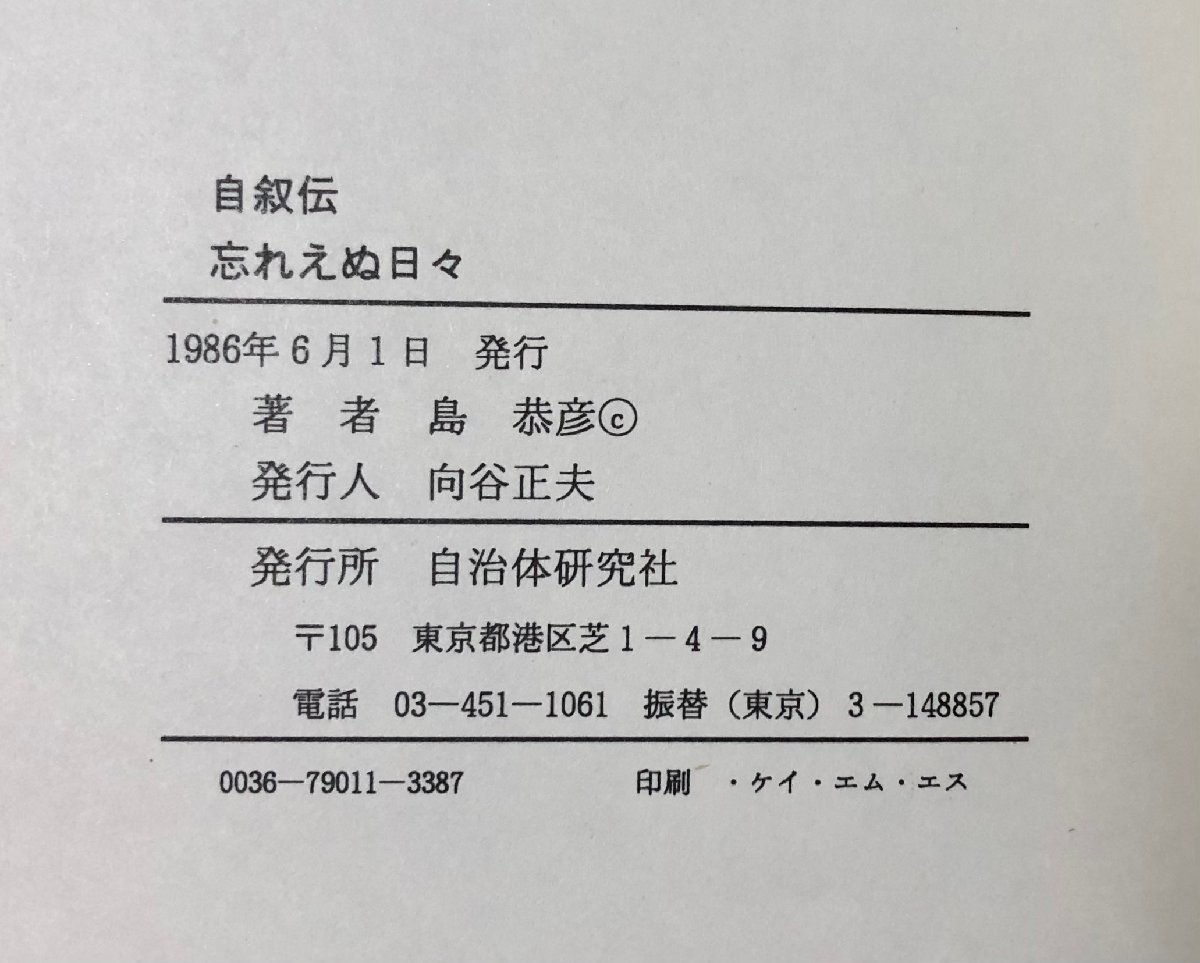 自叙伝
忘れえぬ日々
1986年6月1日　発行
著　者　島　恭彦ⓒ
発行人　向谷正夫
発行所　自治体研究社
〒105　東京都港区芝1－4－9
電話　03—451—1061　振替（東京）3－148857
0036—79011—3387　印刷　・ケイ・エム・エス